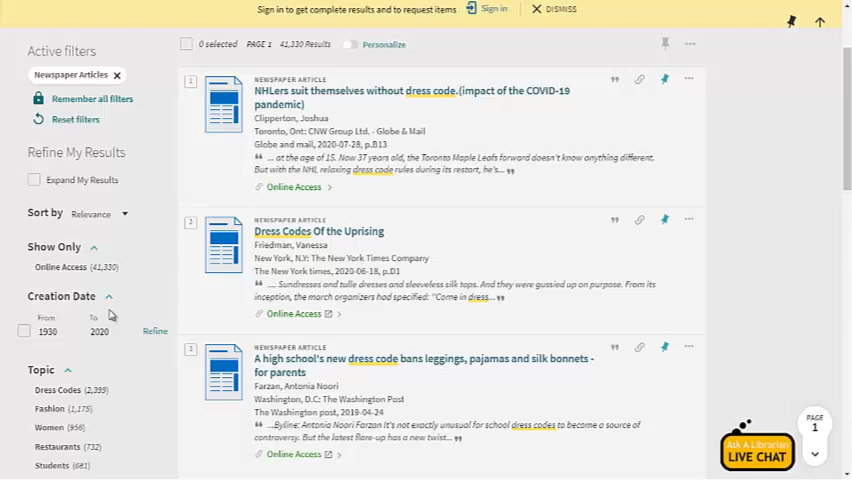 Sign in to get complete results and to request items Sign in DISMISS
Active filters
Newspaper Articles
Remember all filters
Reset filters
Refine My Results
Expand My Results
Sort by Relevance
Show Only
Online Access (41,330)
Creation Date
From To
1930 2020 Refine
Topic
Dress Codes (2,399)
Fashion (1,175)
Women (956)
Restaurants (732)
Students (681)
0 selected PAGE 1 41,330 Results Personalize
1
NEWSPAPER ARTICLE
NHLers suit themselves without dress code.(impact of the COVID-19
pandemic)
Clipperton, Joshua
Toronto, Ont: CNW Group Ltd. - Globe & Mail
Globe and mail, 2020-07-28, p.B13
... at the age of 15. Now 37 years old, the Toronto Maple Leafs forward doesn't know anything different.
But with the NHL relaxing dress code rules during its restart, he's...
Online Access
2
NEWSPAPER ARTICLE
Dress Codes Of the Uprising
Friedman, Vanessa
New York, N.Y: The New York Times Company
The New York times, 2020-06-18, p.D1
.... Sundresses and tulle dresses and sleeveless silk tops. And they were gussied up on purpose. From its
inception, the march organizers had specified: "Come in dress...
Online Access
3
NEWSPAPER ARTICLE
A high school's new dress code bans leggings, pajamas and silk bonnets -
for parents
Farzan, Antonia Noori
Washington, D.C: The Washington Post
The Washington post, 2019-04-24
...Byline: Antonia Noori Farzan It's not exactly unusual for school dress codes to become a source of
controversy. But the latest flare-up has a new twist...
Online Access
PAGE
1
Ask A Librarian
LIVE CHAT